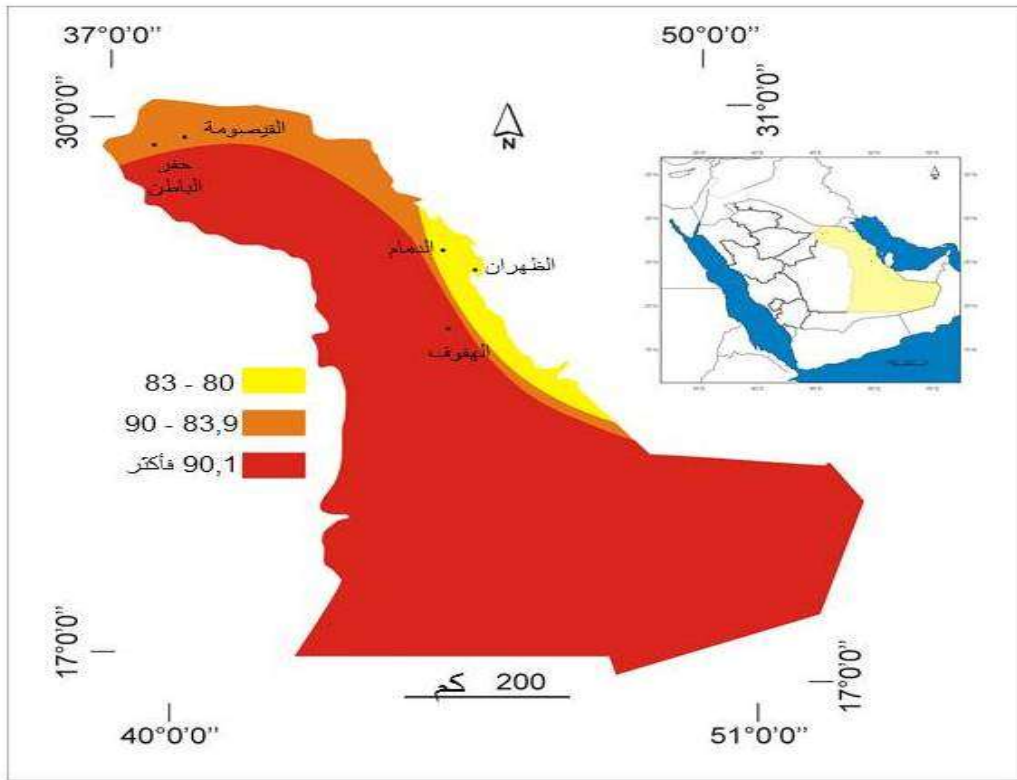 37°0'0''
50°0'0''
30°0'0''
31°0'0''
N
القيصومة
حفر
الباطن
الدمام
الظهران
الهفوف
80 - 83
83,9 - 90
90,1 فأكثر
17°0'0''
200 كم
17°0'0''
40°0'0''
51°0'0''